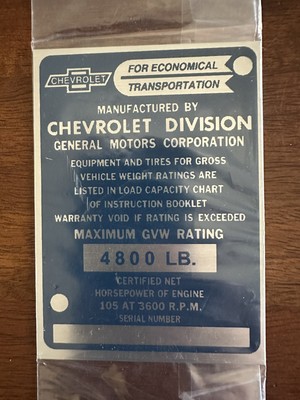 CHEVROLET
FOR ECONOMICAL
TRANSPORTATION
MANUFACTURED BY
CHEVROLET DIVISION
GENERAL MOTORS CORPORATION
EQUIPMENT AND TIRES FOR GROSS
VEHICLE WEIGHT RATINGS ARE
LISTED IN LOAD CAPACITY CHART
OF INSTRUCTION BOOKLET
WARRANTY VOID IF RATING IS EXCEEDED
MAXIMUM GVW RATING
4800 LB.
CERTIFIED NET
HORSEPOWER OF ENGINE
105 AT 3600 R.P.M.
SERIAL NUMBER